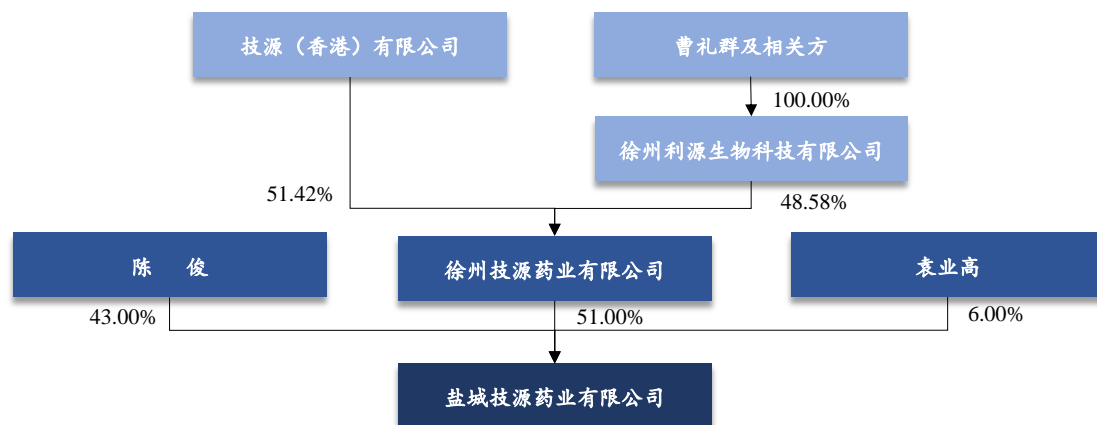 技源（香港）有限公司
曹礼群及相关方
100.00%
徐州利源生物科技有限公司
51.42%
48.58%
陈 俊
徐州技源药业有限公司
袁业高
43.00%
51.00%
6.00%
盐城技源药业有限公司